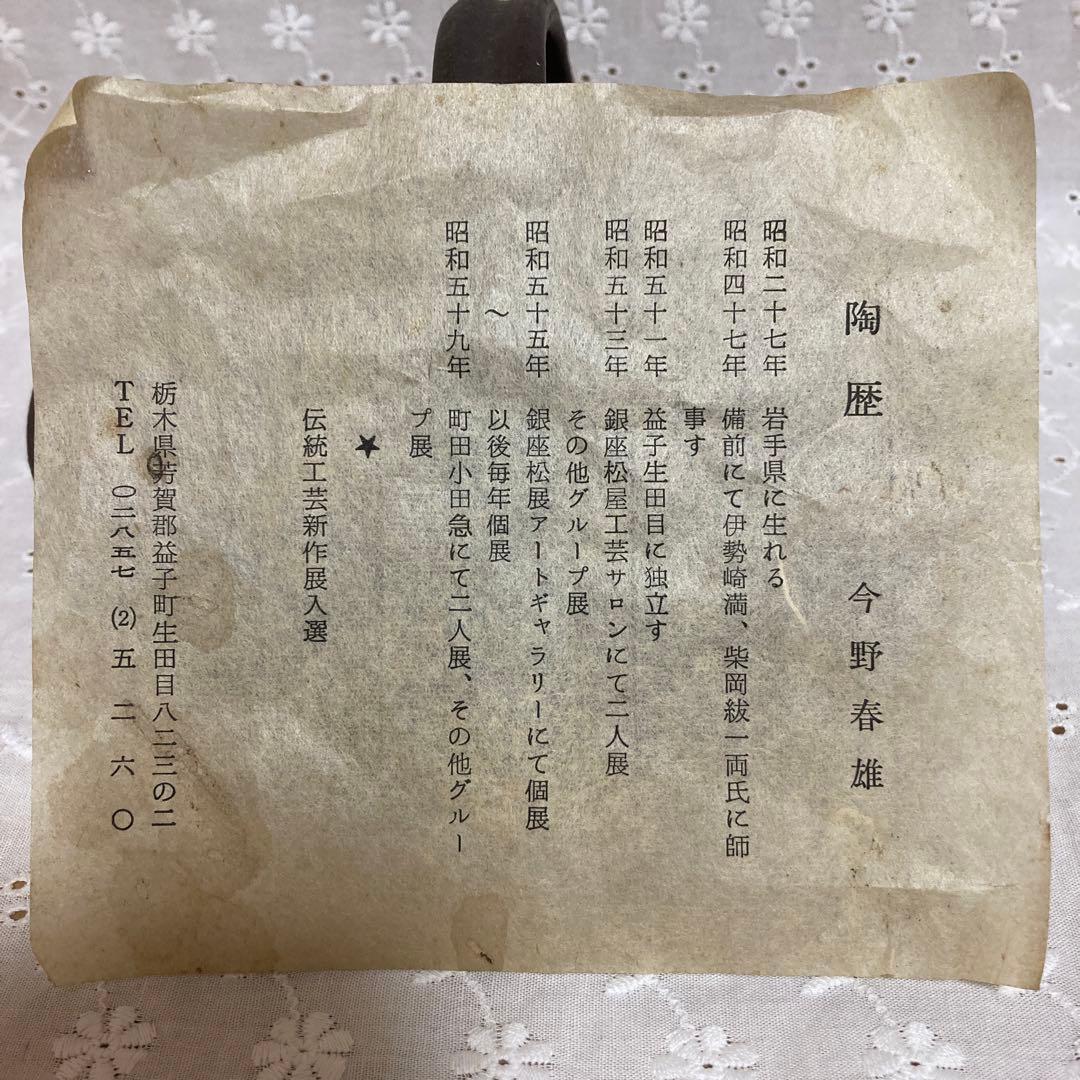 陶歴　今野春雄
昭和二十七年　岩手県に生れる
昭和四十七年　備前にて伊勢崎満、柴岡紱一両氏に師
事す
昭和五十一年　益子生田目に独立す
昭和五十三年　銀座松屋工芸サロンにて二人展
その他グループ展
昭和五十五年　銀座松展アートギャラリーにて個展
〜　以後毎年個展
昭和五十九年　町田小田急にて二人展、その他グルー
プ展
★
伝統工芸新作展入選
栃木県芳賀郡益子町生田目八二三の二
TEL　〇二八五七(2)五二六〇